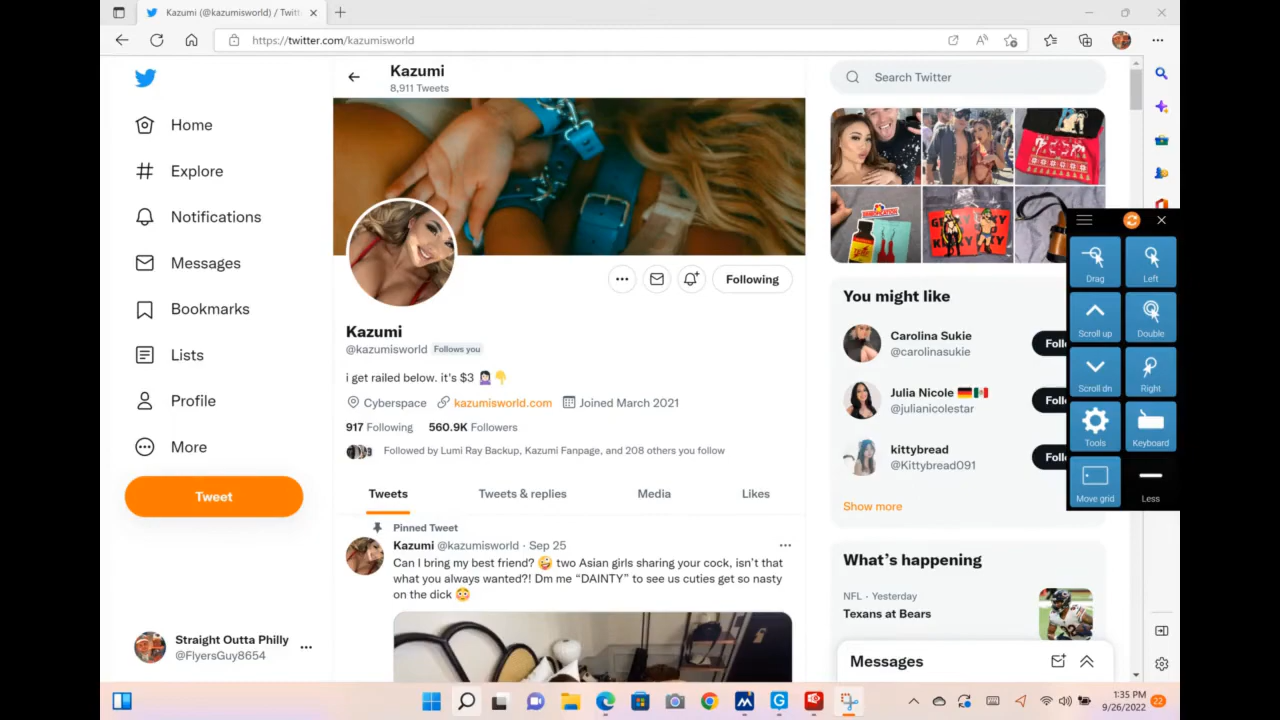 Kazumi (@kazumisworld) / Twitt
https://twitter.com/kazumisworld
Kazumi
8,911 Tweets
Search Twitter
Home
Explore
Notifications
Messages
Bookmarks
Lists
Profile
More
Tweet
Following
Kazumi
@kazumisworld Follows you
i get railed below. it's $3 🙍🏻‍♀️👇
Cyberspace kazumisworld.com Joined March 2021
917 Following 560.9K Followers
Followed by Lumi Ray Backup, Kazumi Fanpage, and 208 others you follow
Tweets Tweets & replies Media Likes
Pinned Tweet
Kazumi @kazumisworld · Sep 25
Can I bring my best friend? 🤪 two Asian girls sharing your cock, isn't that
what you always wanted?! Dm me “DAINTY” to see us cuties get so nasty
on the dick 😳
You might like
Carolina Sukie
@carolinasukie
Foll
Julia Nicole 🇩🇪🇲🇽
@julianicolestar
Foll
kittybread
@Kittybread091
Foll
Show more
What's happening
NFL · Yesterday
Texans at Bears
Messages
Drag Left
Scroll up Double
Scroll dn Right
Tools Keyboard
Move grid Less
Straight Outta Philly
@FlyersGuy8654
1:35 PM
9/26/2022
22